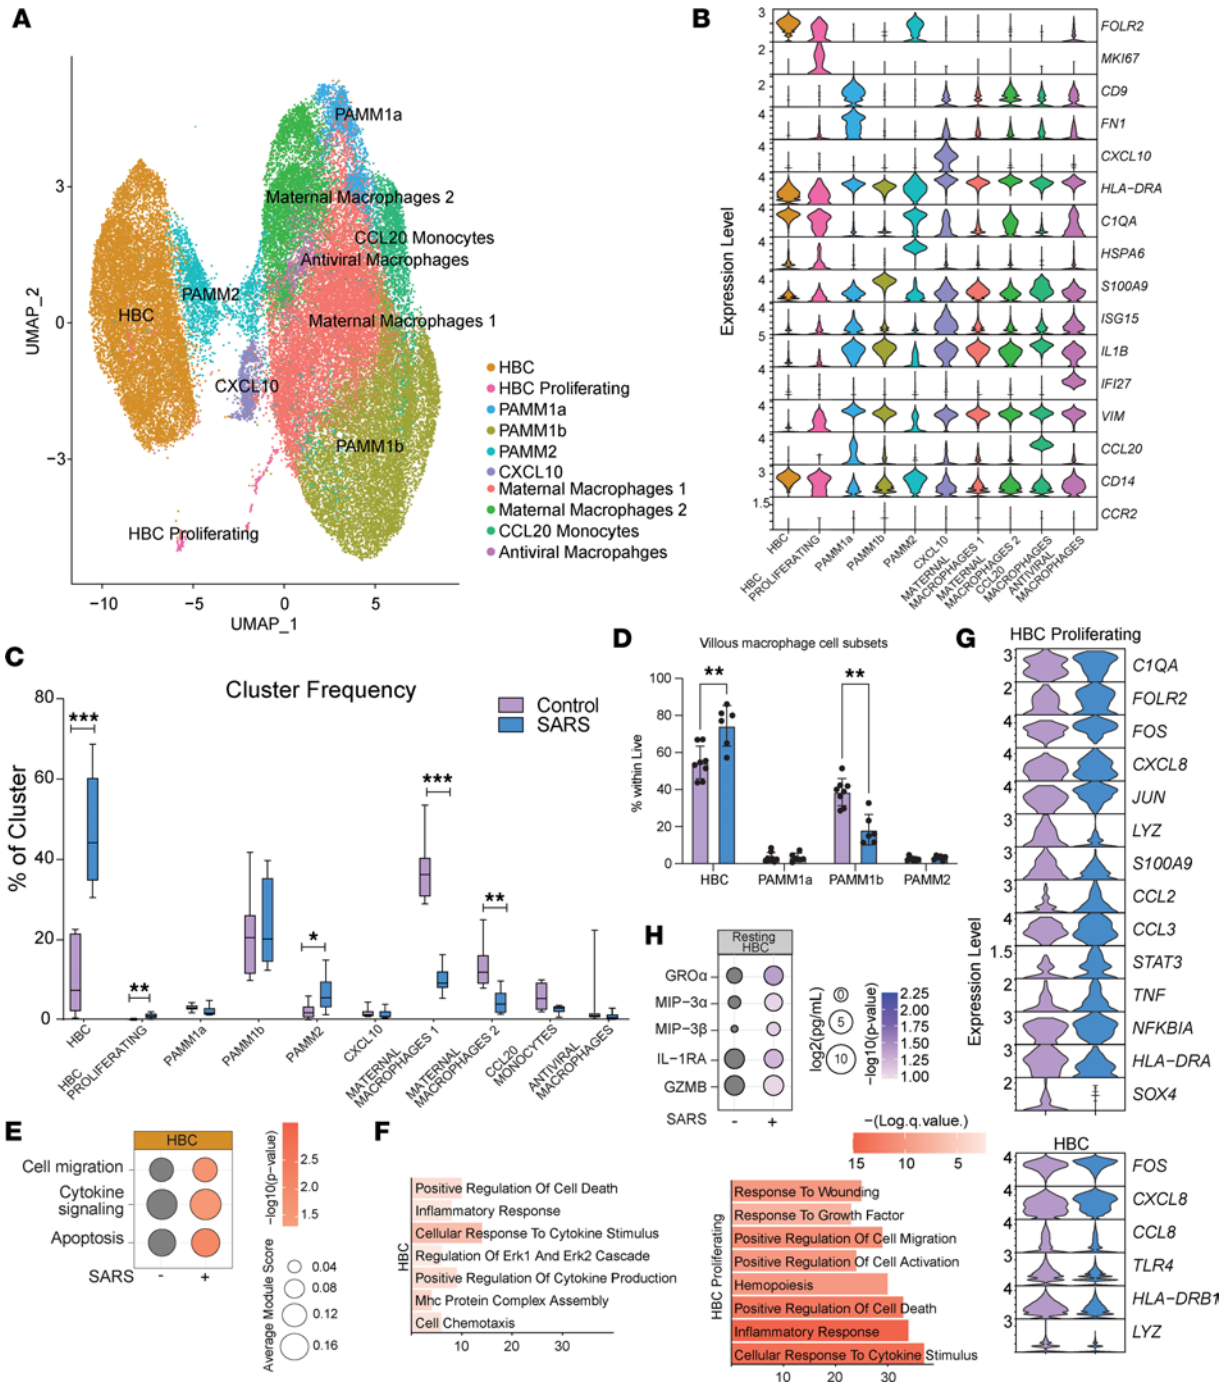 A
UMAP_2
3
0
−3
−10
−5
0
5
UMAP_1
PAMM1a
Maternal Macrophages 2
CCL20 Monocytes
Antiviral Macrophages
PAMM2
HBC
Maternal Macrophages 1
CXCL10
PAMM1b
HBC Proliferating
HBC
HBC Proliferating
PAMM1a
PAMM1b
PAMM2
CXCL10
Maternal Macrophages 1
Maternal Macrophages 2
CCL20 Monocytes
Antiviral Macropahges
B
Expression Level
3
FOLR2
2
MKI67
2
CD9
4
FN1
4
CXCL10
4
HLA−DRA
4
C1QA
4
HSPA6
4
S100A9
4
ISG15
5
IL1B
4
IFI27
4
VIM
4
CCL20
3
CD14
1.5
CCR2
HBC
HBC
PROLIFERATING
PAMM1a
PAMM1b
PAMM2
CXCL10
MATERNAL
MACROPHAGES 1
MATERNAL
MACROPHAGES 2
CCL20
MACROPHAGES
ANTIVIRAL
MACROPHAGES
C
Cluster Frequency
Control
SARS
% of Cluster
80
60
40
20
0
***
**
*
***
**
HBC
HBC
PROLIFERATING
PAMM1a
PAMM1b
PAMM2
CXCL10
MATERNAL
MACROPHAGES 1
MATERNAL
MACROPHAGES 2
CCL20
MONOCYTES
ANTIVIRAL
MACROPHAGES
D
Villous macrophage cell subsets
% within Live
100
80
60
40
20
0
**
**
HBC
PAMM1a
PAMM1b
PAMM2
G
HBC Proliferating
Expression Level
3
C1QA
2
FOLR2
4
FOS
4
CXCL8
4
JUN
3
LYZ
3
S100A9
3
CCL2
4
CCL3
1.5
STAT3
2
TNF
3
NFKBIA
3
HLA−DRA
2
SOX4
HBC
4
FOS
4
CXCL8
4
CCL8
2
TLR4
4
HLA−DRB1
3
LYZ
H
Resting
HBC
GROα
MIP−3α
MIP−3β
IL−1RA
GZMB
SARS
-
+
log2(pg/mL)
0
5
10
−log10(p-value)
2.25
2.00
1.75
1.50
1.25
1.00
E
HBC
Cell migration
Cytokine
signaling
Apoptosis
SARS
-
+
−log10(p-value)
2.5
2.0
1.5
Average Module Score
0.04
0.08
0.12
0.16
F
HBC
Positive Regulation Of Cell Death
Inflammatory Response
Cellular Response To Cytokine Stimulus
Regulation Of Erk1 And Erk2 Cascade
Positive Regulation Of Cytokine Production
Mhc Protein Complex Assembly
Cell Chemotaxis
10
20
30
−(Log.q.value.)
15
10
5
HBC Proliferating
Response To Wounding
Response To Growth Factor
Positive Regulation Of Cell Migration
Positive Regulation Of Cell Activation
Hemopoiesis
Positive Regulation Of Cell Death
Inflammatory Response
Cellular Response To Cytokine Stimulus
10
20
30